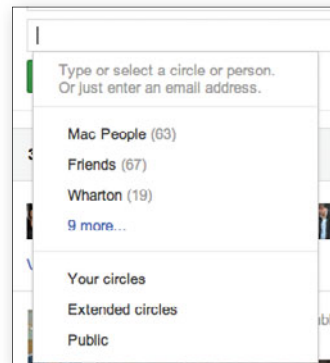 Type or select a circle or person.
Or just enter an email address.
Mac People (63)
Friends (67)
Wharton (19)
9 more...
Your circles
Extended circles
Public